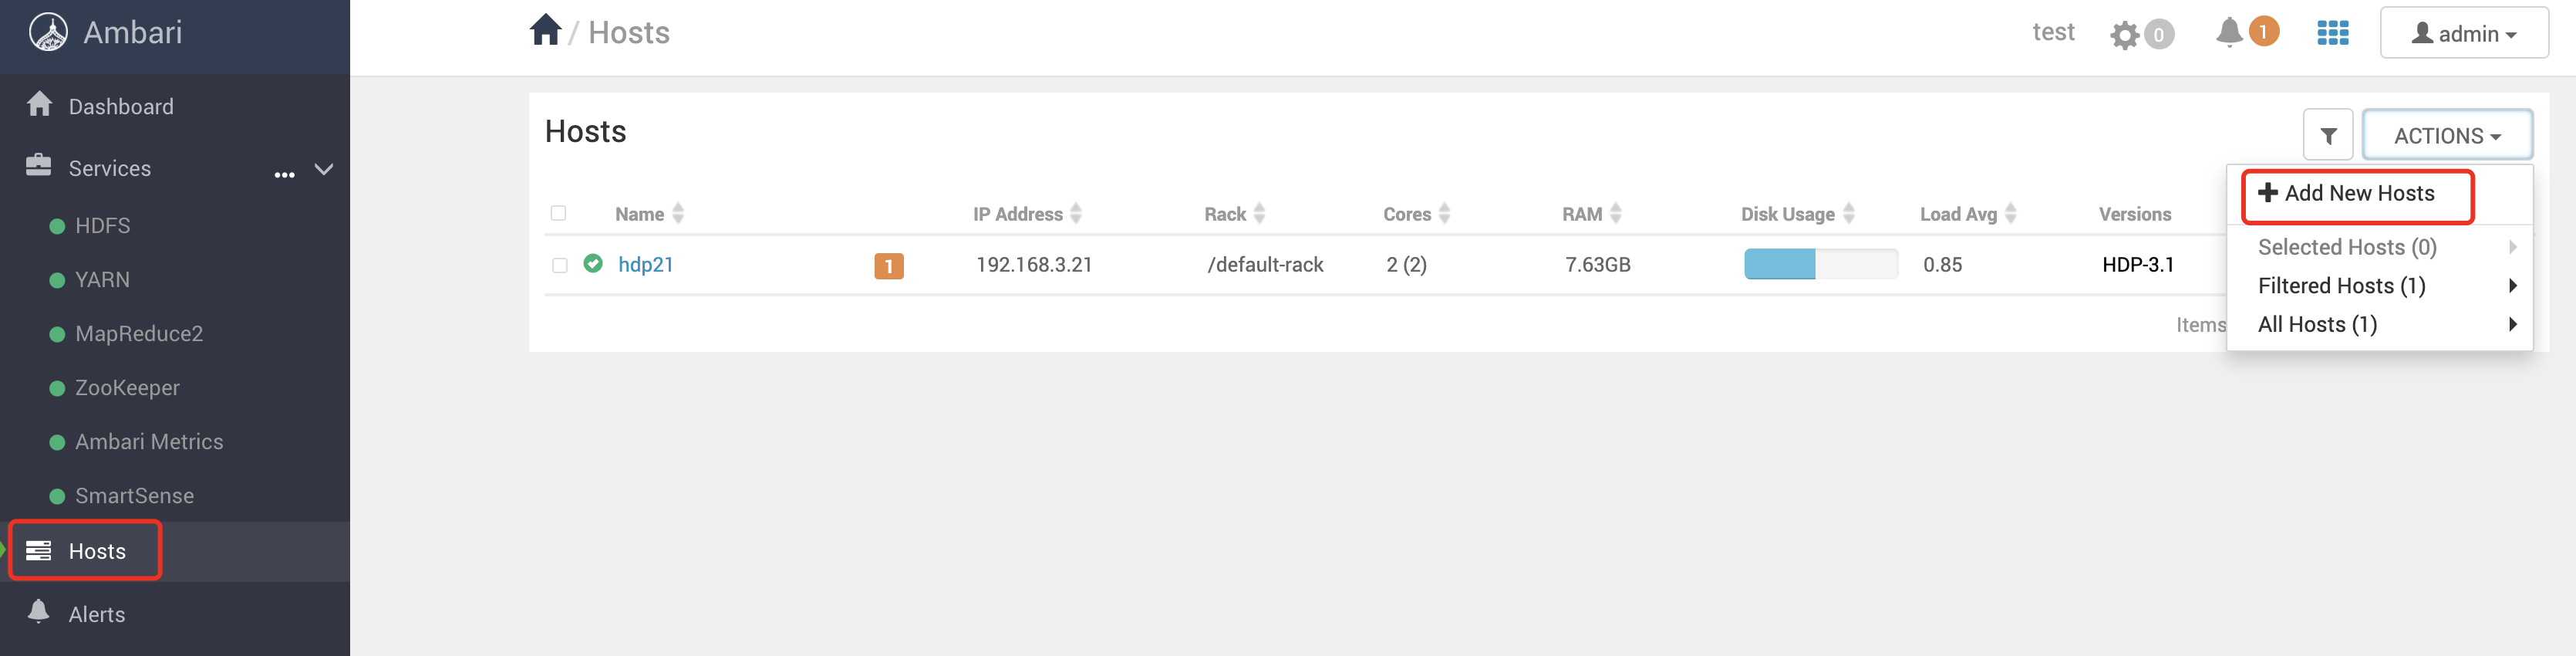 Ambari
/ Hosts
test
0
1
admin
Dashboard
Services
...
HDFS
YARN
MapReduce2
ZooKeeper
Ambari Metrics
SmartSense
Hosts
Alerts
Hosts
ACTIONS
Add New Hosts
Selected Hosts (0)
Filtered Hosts (1)
All Hosts (1)
Name IP Address Rack Cores RAM Disk Usage Load Avg Versions
hdp21 1 192.168.3.21 /default-rack 2 (2) 7.63GB 0.85 HDP-3.1
Items